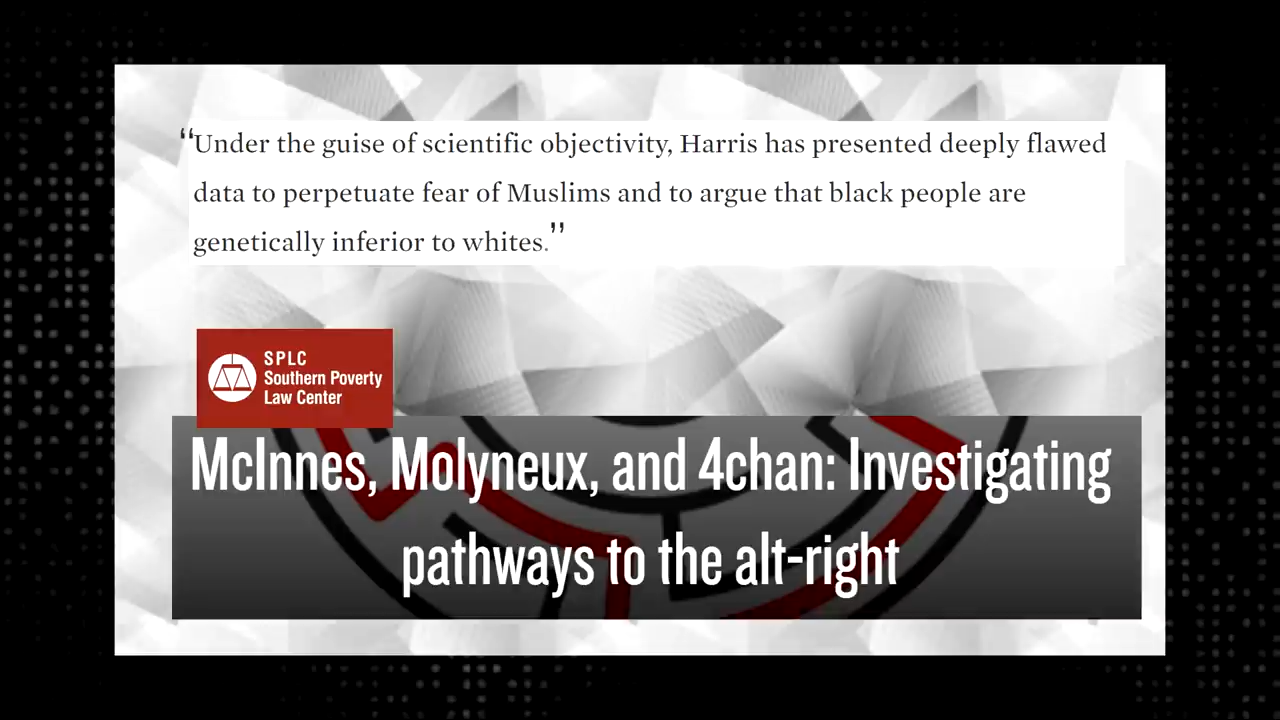 “Under the guise of scientific objectivity, Harris has presented deeply flawed
data to perpetuate fear of Muslims and to argue that black people are
genetically inferior to whites.”
SPLC
Southern Poverty
Law Center
McInnes, Molyneux, and 4chan: Investigating
pathways to the alt-right